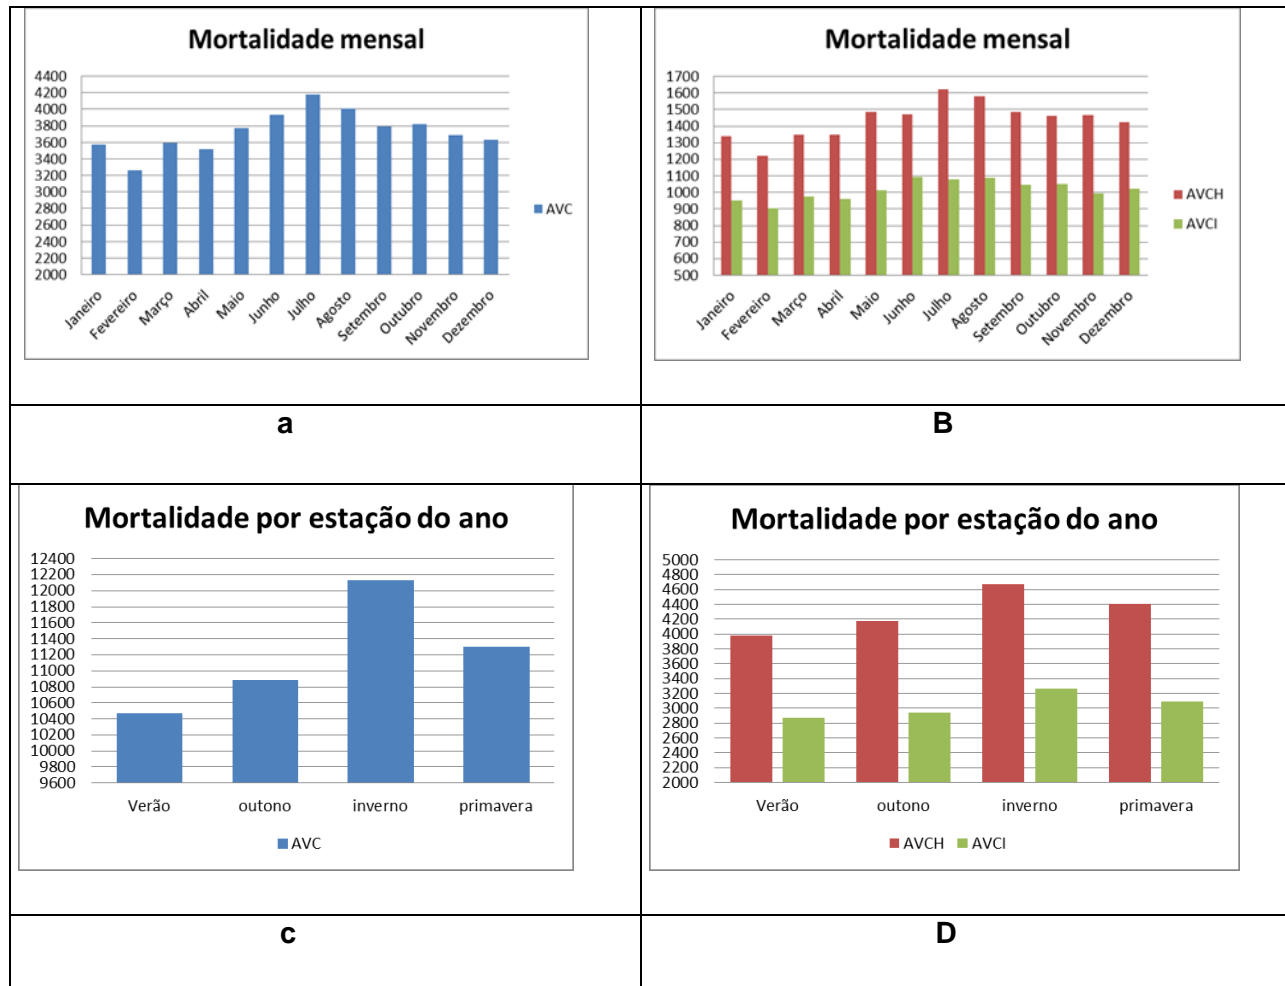 Mortalidade mensal
4400
4200
4000
3800
3600
3400
3200
3000
2800
2600
2400
2200
2000
Janeiro
Fevereiro
Março
Abril
Maio
Junho
Julho
Agosto
Setembro
Outubro
Novembro
Dezembro
AVC
Mortalidade mensal
1700
1600
1500
1400
1300
1200
1100
1000
900
800
700
600
500
Janeiro
Fevereiro
Março
Abril
Maio
Junho
Julho
Agosto
Setembro
Outubro
Novembro
Dezembro
AVCH
AVCI
a
B
Mortalidade por estação do ano
12400
12200
12000
11800
11600
11400
11200
11000
10800
10600
10400
10200
10000
9800
9600
Verão outono inverno primavera
AVC
Mortalidade por estação do ano
5000
4800
4600
4400
4200
4000
3800
3600
3400
3200
3000
2800
2600
2400
2200
2000
Verão outono inverno primavera
AVCH AVCI
c
D